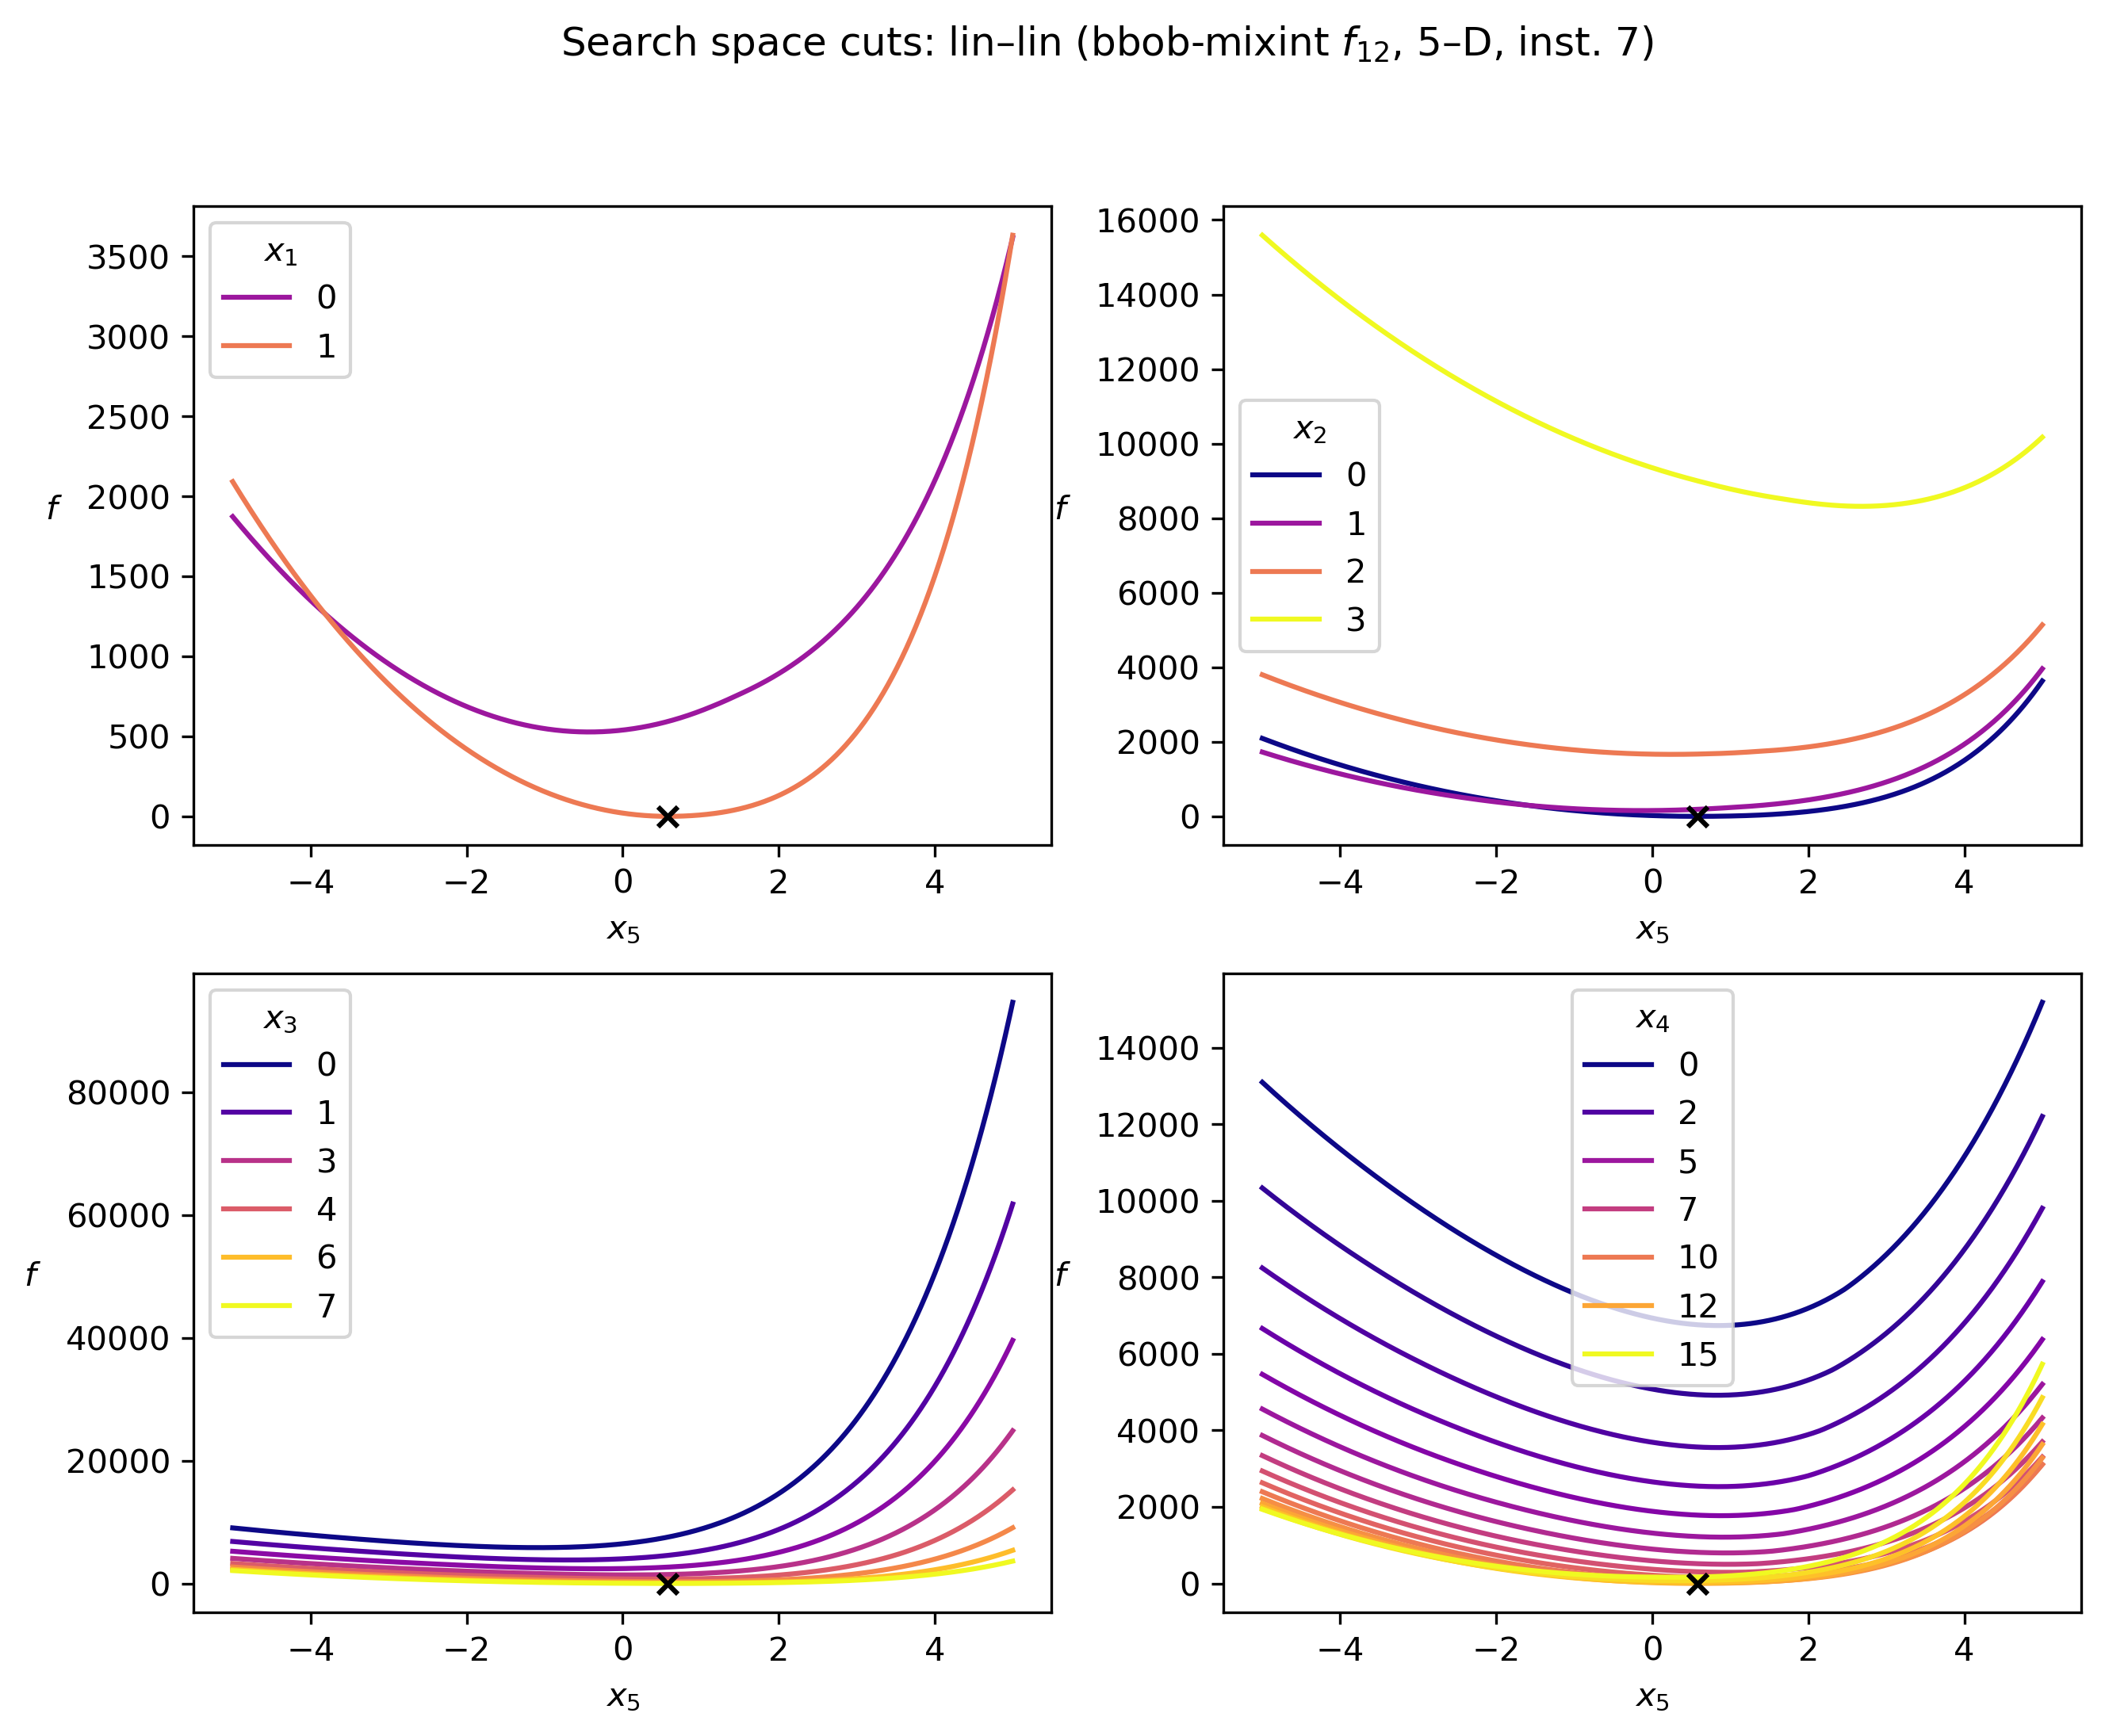 Search space cuts: lin–lin (bbob-mixint f₁₂, 5–D, inst. 7)
f
3500
3000
2500
2000
1500
1000
500
0
x₁
0
1
−4 −2 0 2 4
x₅
f
16000
14000
12000
10000
8000
6000
4000
2000
0
x₂
0
1
2
3
−4 −2 0 2 4
x₅
f
80000
60000
40000
20000
0
x₃
0
1
3
4
6
7
−4 −2 0 2 4
x₅
f
14000
12000
10000
8000
6000
4000
2000
0
x₄
0
2
5
7
10
12
15
−4 −2 0 2 4
x₅